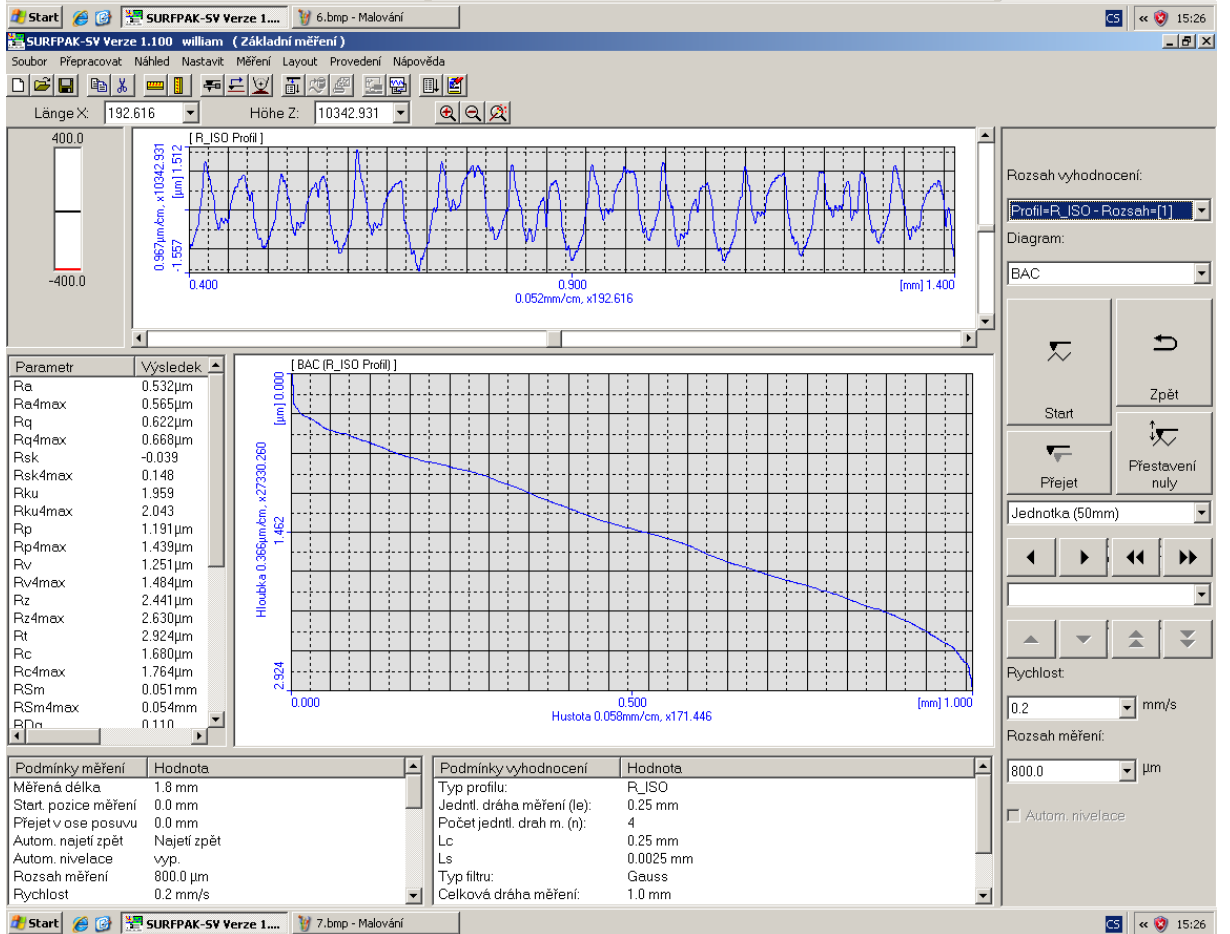 Start SURFPAK-SV Verze 1.... 6.bmp - Malování CS « 15:26
SURFPAK-SV Verze 1.100 william ( Základní měření )
Soubor Přepracovat Náhled Nastavit Měření Layout Provedení Nápověda
Länge X: 192.616 Höhe Z: 10342.931
400.0
-400.0
[ R_ISO Profil ]
0.967µm/cm, x10342.931
-1.557 [µm] 1.512
0.400 0.900 [mm] 1.400
0.052mm/cm, x192.616
Rozsah vyhodnocení:
Profil=R_ISO - Rozsah=[1]
Diagram:
BAC
Start
Zpět
Přejet
Přestavení
nuly
Jednotka (50mm)
Rychlost:
0.2 mm/s
Rozsah měření:
800.0 µm
Autom. nivelace
Parametr Výsledek
Ra 0.532µm
Ra4max 0.565µm
Rq 0.622µm
Rq4max 0.668µm
Rsk -0.039
Rsk4max 0.148
Rku 1.959
Rku4max 2.043
Rp 1.191µm
Rp4max 1.439µm
Rv 1.251µm
Rv4max 1.484µm
Rz 2.441µm
Rz4max 2.630µm
Rt 2.924µm
Rc 1.680µm
Rc4max 1.764µm
RSm 0.051mm
RSm4max 0.054mm
RDq 0.110
[ BAC (R_ISO Profil) ]
Hloubka 0.366µm/cm, x27330.260
2.924 1.462 [µm] 0.000
0.000 0.500 [mm] 1.000
Hustota 0.058mm/cm, x171.446
Podmínky měření Hodnota
Měřená délka 1.8 mm
Start. pozice měření 0.0 mm
Přejet v ose posuvu 0.0 mm
Autom. najetí zpět Najetí zpět
Autom. nivelace vyp.
Rozsah měření 800.0 µm
Rychlost 0.2 mm/s
Podmínky vyhodnocení Hodnota
Typ profilu: R_ISO
Jedntl. dráha měření (le): 0.25 mm
Počet jedntl. drah m. (n): 4
Lc 0.25 mm
Ls 0.0025 mm
Typ filtru: Gauss
Celková dráha měření: 1.0 mm
Start SURFPAK-SV Verze 1.... 7.bmp - Malování CS « 15:26